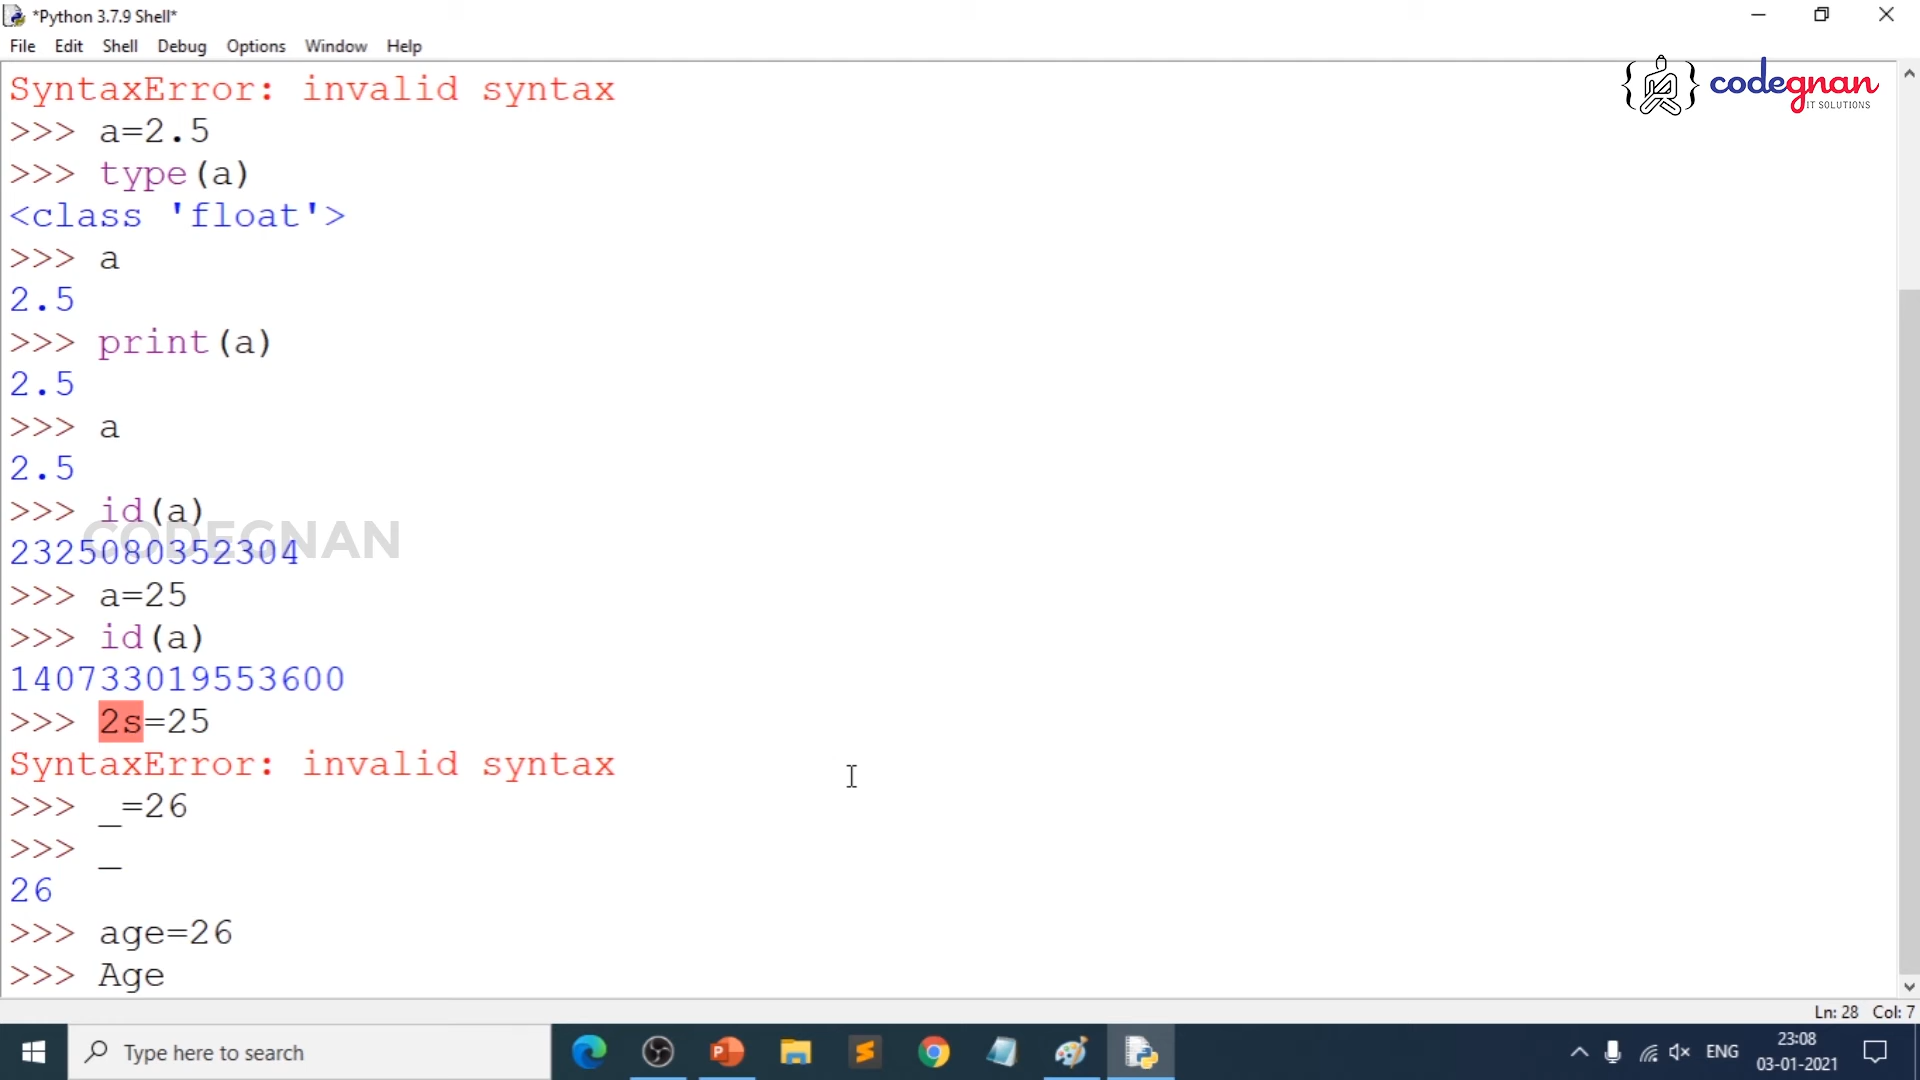 *Python 3.7.9 Shell*
File Edit Shell Debug Options Window Help
SyntaxError: invalid syntax
codegnan
IT SOLUTIONS
>>> a=2.5
>>> type(a)
<class 'float'>
>>> a
2.5
>>> print(a)
2.5
>>> a
2.5
>>> id(a)
CODEGNAN
2325080352304
>>> a=25
>>> id(a)
140733019553600
>>> 2s=25
SyntaxError: invalid syntax
>>> _=26
>>> _
26
>>> age=26
>>> Age
Ln: 28 Col: 7
Type here to search
ENG
23:08
03-01-2021